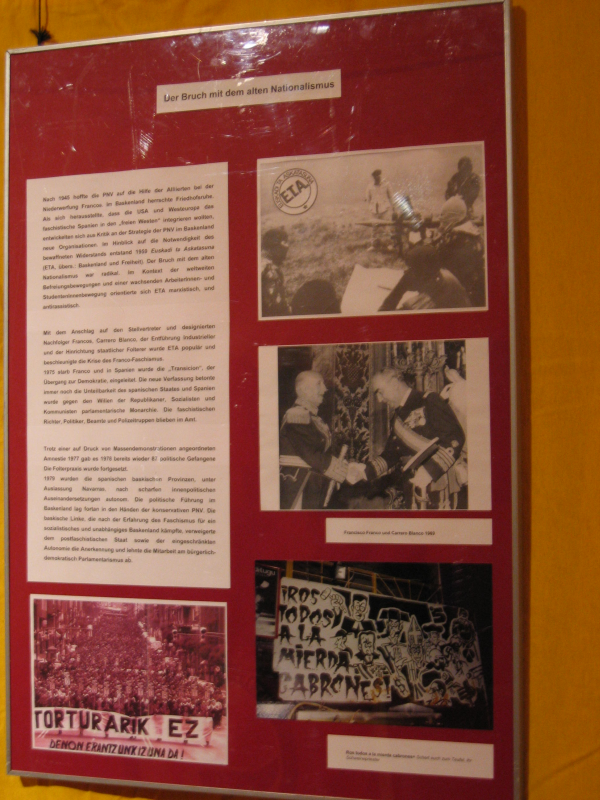 Der Bruch mit dem alten Nationalismus
Nach 1945 hoffte die PNV auf die Hilfe der Alliierten bei der
Niederwerfung Francos. Im Baskenland herrschte Friedhofsruhe.
Als sich herausstellte, dass die USA und Westeuropa das
faschistische Spanien in den „freien Westen" integrieren wollten,
entwickelten sich aus Kritik an der Strategie der PNV im Baskenland
neue Organisationen. Im Hinblick auf die Notwendigkeit des
bewaffneten Widerstands entstand 1959 Euskadi ta Askatasuna
(ETA, übers.: Baskenland und Freiheit). Der Bruch mit dem alten
Nationalismus war radikal. Im Kontext der weltweiten
Befreiungsbewegungen und einer wachsenden ArbeiterInnen- und
StudentInnenbewegung orientierte sich ETA marxistisch, und
antirassistisch.
Mit dem Anschlag auf den Stellvertreter und designierten
Nachfolger Francos, Carrero Blanco, der Entführung Industrieller
und der Hinrichtung staatlicher Folterer wurde ETA populär und
beschleunigte die Krise des Franco-Faschismus.
1975 starb Franco und in Spanien wurde die „Transicion", der
Übergang zur Demokratie, eingeleitet. Die neue Verfassung betonte
immer noch die Unteilbarkeit des spanischen Staates und Spanien
wurde gegen den Willen der Republikaner, Sozialisten und
Kommunisten parlamentarische Monarchie. Die faschistischen
Richter, Politiker, Beamte und Polizeitruppen blieben im Amt.
Trotz einer auf Druck von Massendemonstrationen angeordneten
Amnestie 1977 gab es 1978 bereits wieder politische Gefangene
Die Folterpraxis wurde fortgesetzt.
1979 wurden die spanischen baskischen Provinzen, unter
Auslassung Navarras, nach scharfen innenpolitischen
Auseinandersetzungen autonom. Die politische Führung im
Baskenland lag fortan in den Händen der konservativen PNV. Die
baskische Linke, die nach der Erfahrung des Faschismus für ein
sozialistisches und unabhängiges Baskenland kämpfte, verweigerte
dem postfaschistischen Staat sowie der eingeschränkten
Autonomie die Anerkennung und lehnte die Mitarbeit am bürgerlich-
demokratisch Parlamentarismus ab.
ETA
Francisco Franco und Carrero Blanco
IROS
TODOS
A LA
MIERDA
CABRONES!
TORTURARIK EZ
DENON ERANTZUNKIZUNA DA!